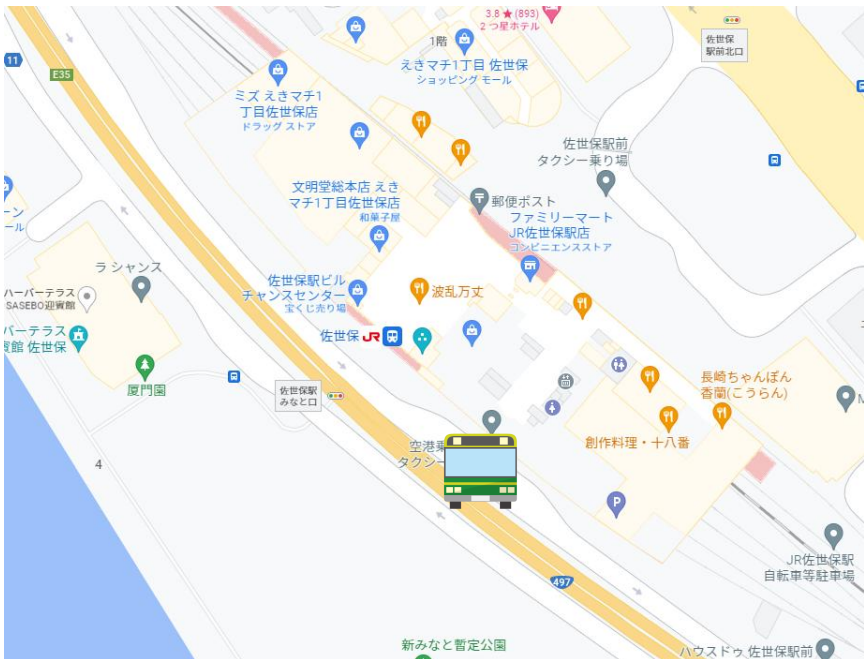 3.8 ★ (893)
2 つ星ホテル
1階
えきマチ1丁目 佐世保
ショッピング モール
佐世保
駅前北口
11
E35
ミズ えきマチ1
丁目佐世保店
ドラッグ ストア
佐世保駅前
タクシー乗り場
文明堂総本店 えき
マチ1丁目佐世保店
和菓子屋
郵便ポスト
ファミリーマート
JR佐世保駅店
コンビニエンスストア
ーン
ール
ラ シャンス
ハーバーテラス
SASEBO迎賓館
佐世保駅ビル
チャンスセンター
宝くじ売り場
波乱万丈
バーテラス
賓館 佐世保
佐世保 JR
厦門園
佐世保駅
みなと口
長崎ちゃんぽん
香蘭(こうらん)
M
創作料理・十八番
空港乗
タクシー
4
P
JR佐世保駅
自転車等駐車場
497
新みなと暫定公園
ハウスドゥ 佐世保駅前